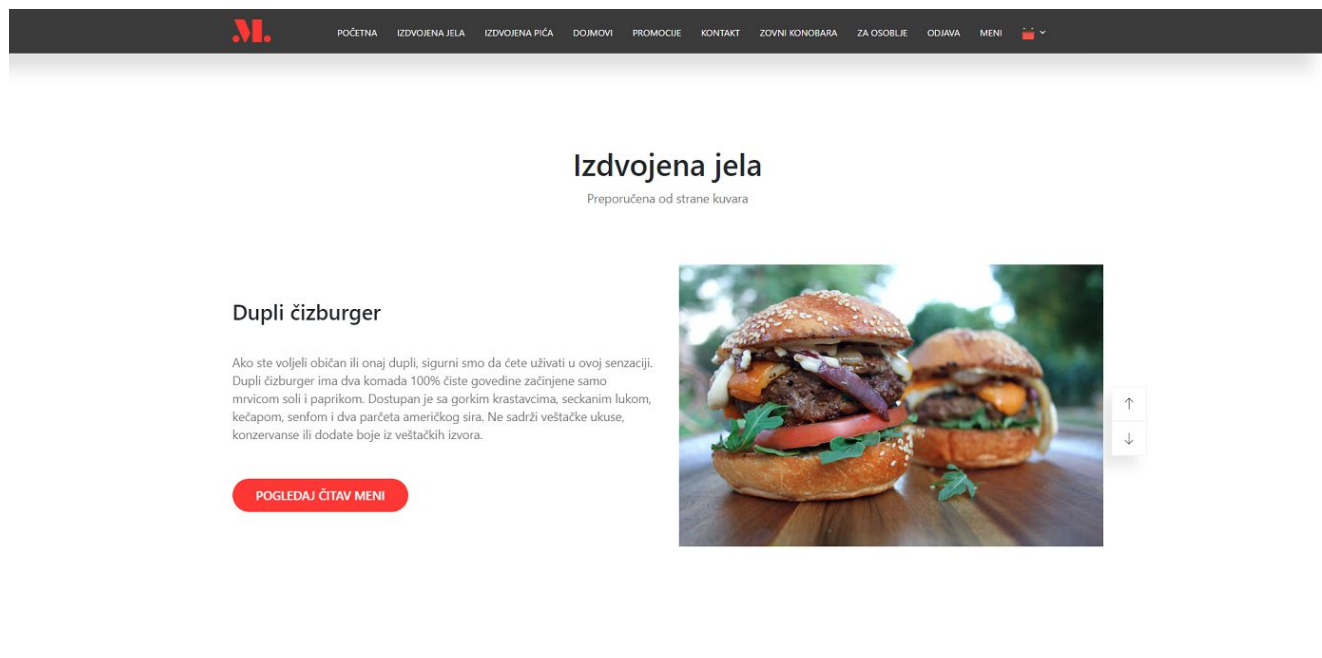 M.
POČETNA IZDVOJENA JELA IZDVOJENA PIĆA DOJMOVI PROMOCIJE KONTAKT ZOVNI KONOBARA ZA OSOBLJE ODJAVA MENI
Izdvojena jela
Preporučena od strane kuvara
Dupli čizburger
Ako ste voljeli običan ili onaj dupli, sigurni smo da ćete uživati u ovoj senzaciji.
Dupli čizburger ima dva komada 100% čiste govedine začinjene samo
mrvicom soli i paprikom. Dostupan je sa gorkim krastavcima, seckanim lukom,
kečapom, senfom i dva parčeta američkog sira. Ne sadrži veštačke ukuse,
konzervanse ili dodate boje iz veštačkih izvora.
POGLEDAJ ČITAV MENI